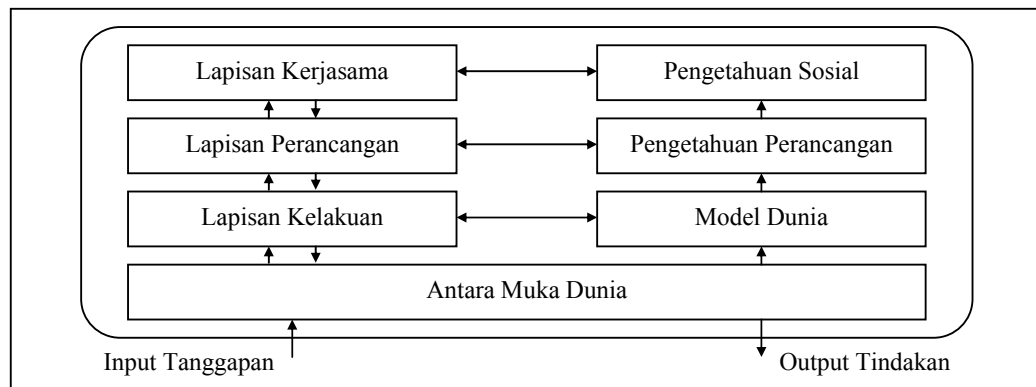 Lapisan Kerjasama
Pengetahuan Sosial
Lapisan Perancangan
Pengetahuan Perancangan
Lapisan Kelakuan
Model Dunia
Antara Muka Dunia
Input Tanggapan
Output Tindakan